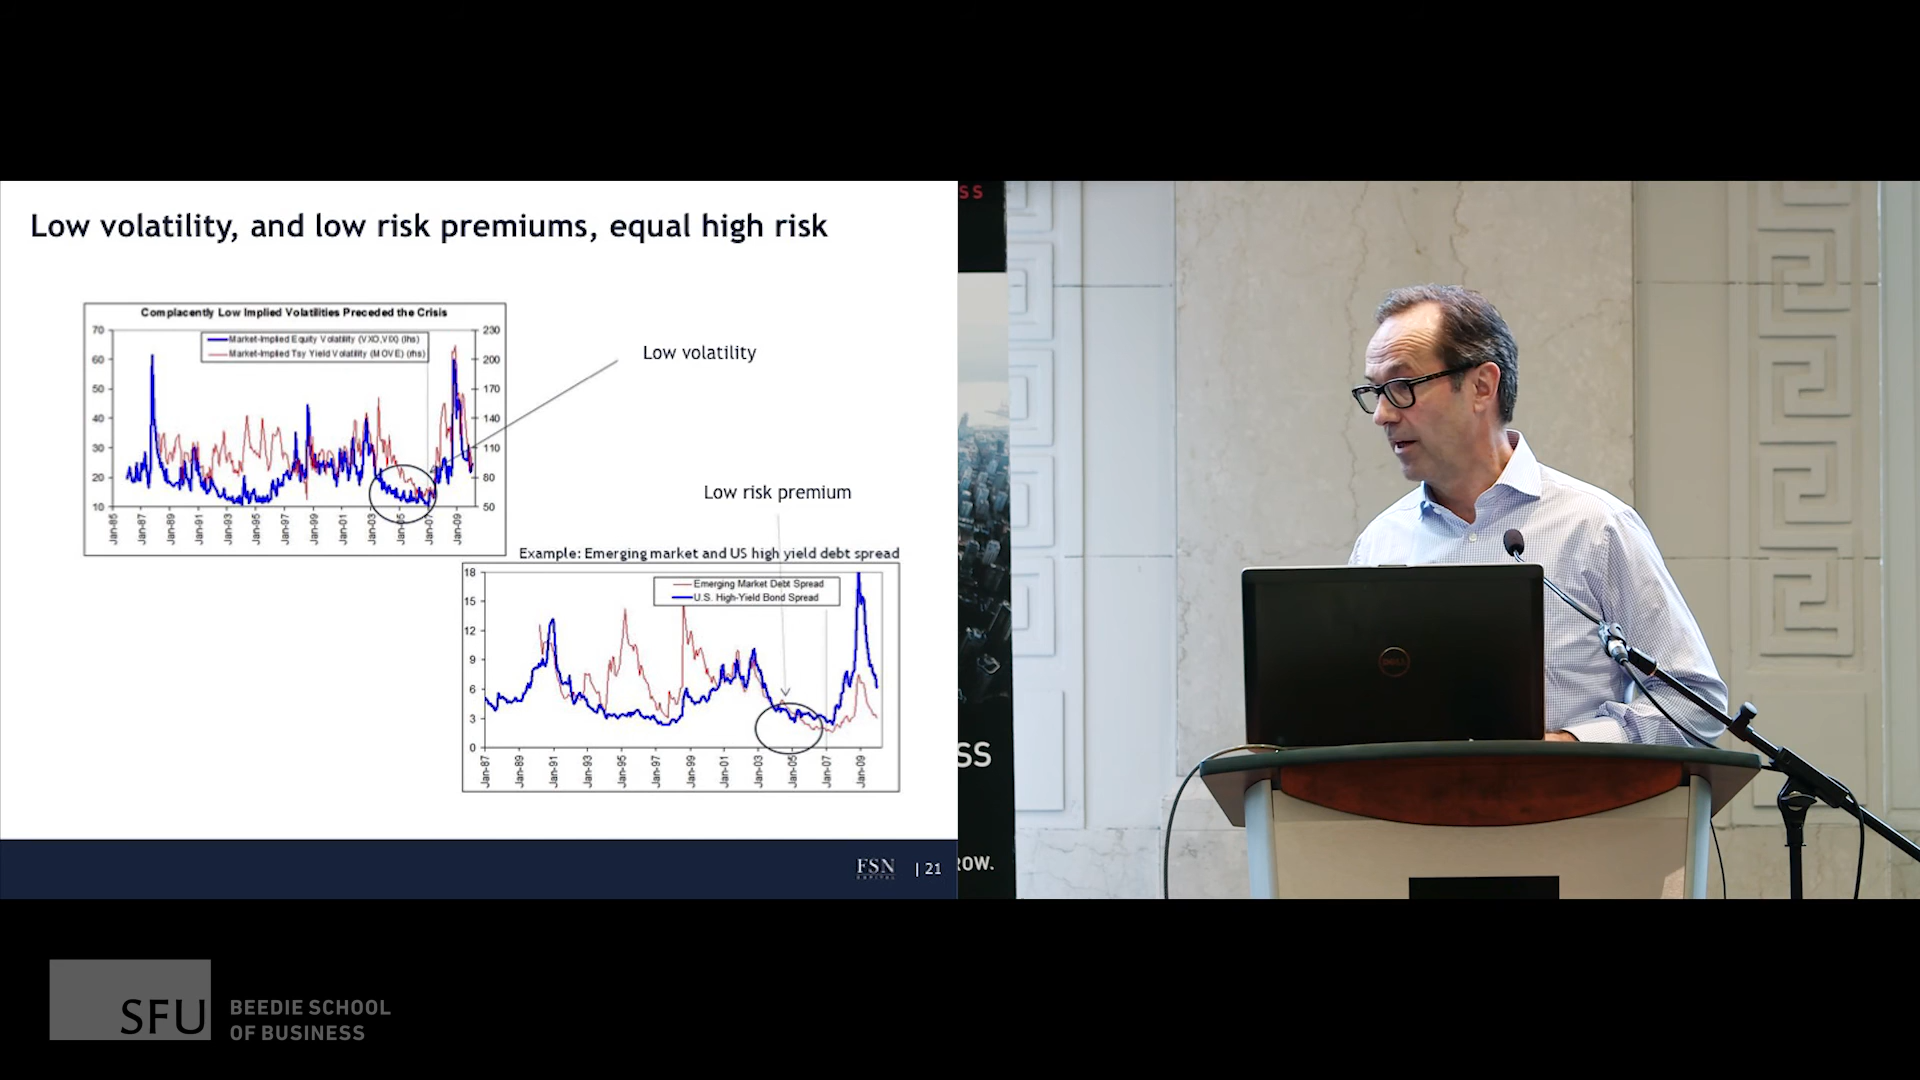 Low volatility, and low risk premiums, equal high risk
Complacently Low Implied Volatilities Preceded the Crisis
70
60
50
40
30
20
10
230
200
170
140
110
80
50
Market-Implied Equity Volatility (VXO,VIX) (lhs)
Market-Implied Tsy Yield Volatility (MOVE) (rhs)
Jan-85
Jan-87
Jan-89
Jan-91
Jan-93
Jan-95
Jan-97
Jan-99
Jan-01
Jan-03
Jan-05
Jan-07
Jan-09
Low volatility
Low risk premium
Example: Emerging market and US high yield debt spread
18
15
12
9
6
3
0
Emerging Market Debt Spread
U.S. High-Yield Bond Spread
Jan-87
Jan-89
Jan-91
Jan-93
Jan-95
Jan-97
Jan-99
Jan-01
Jan-03
Jan-05
Jan-07
Jan-09
FSN
CAPITAL
| 21
SS
SS
ROW.
DELL
SFU
BEEDIE SCHOOL
OF BUSINESS